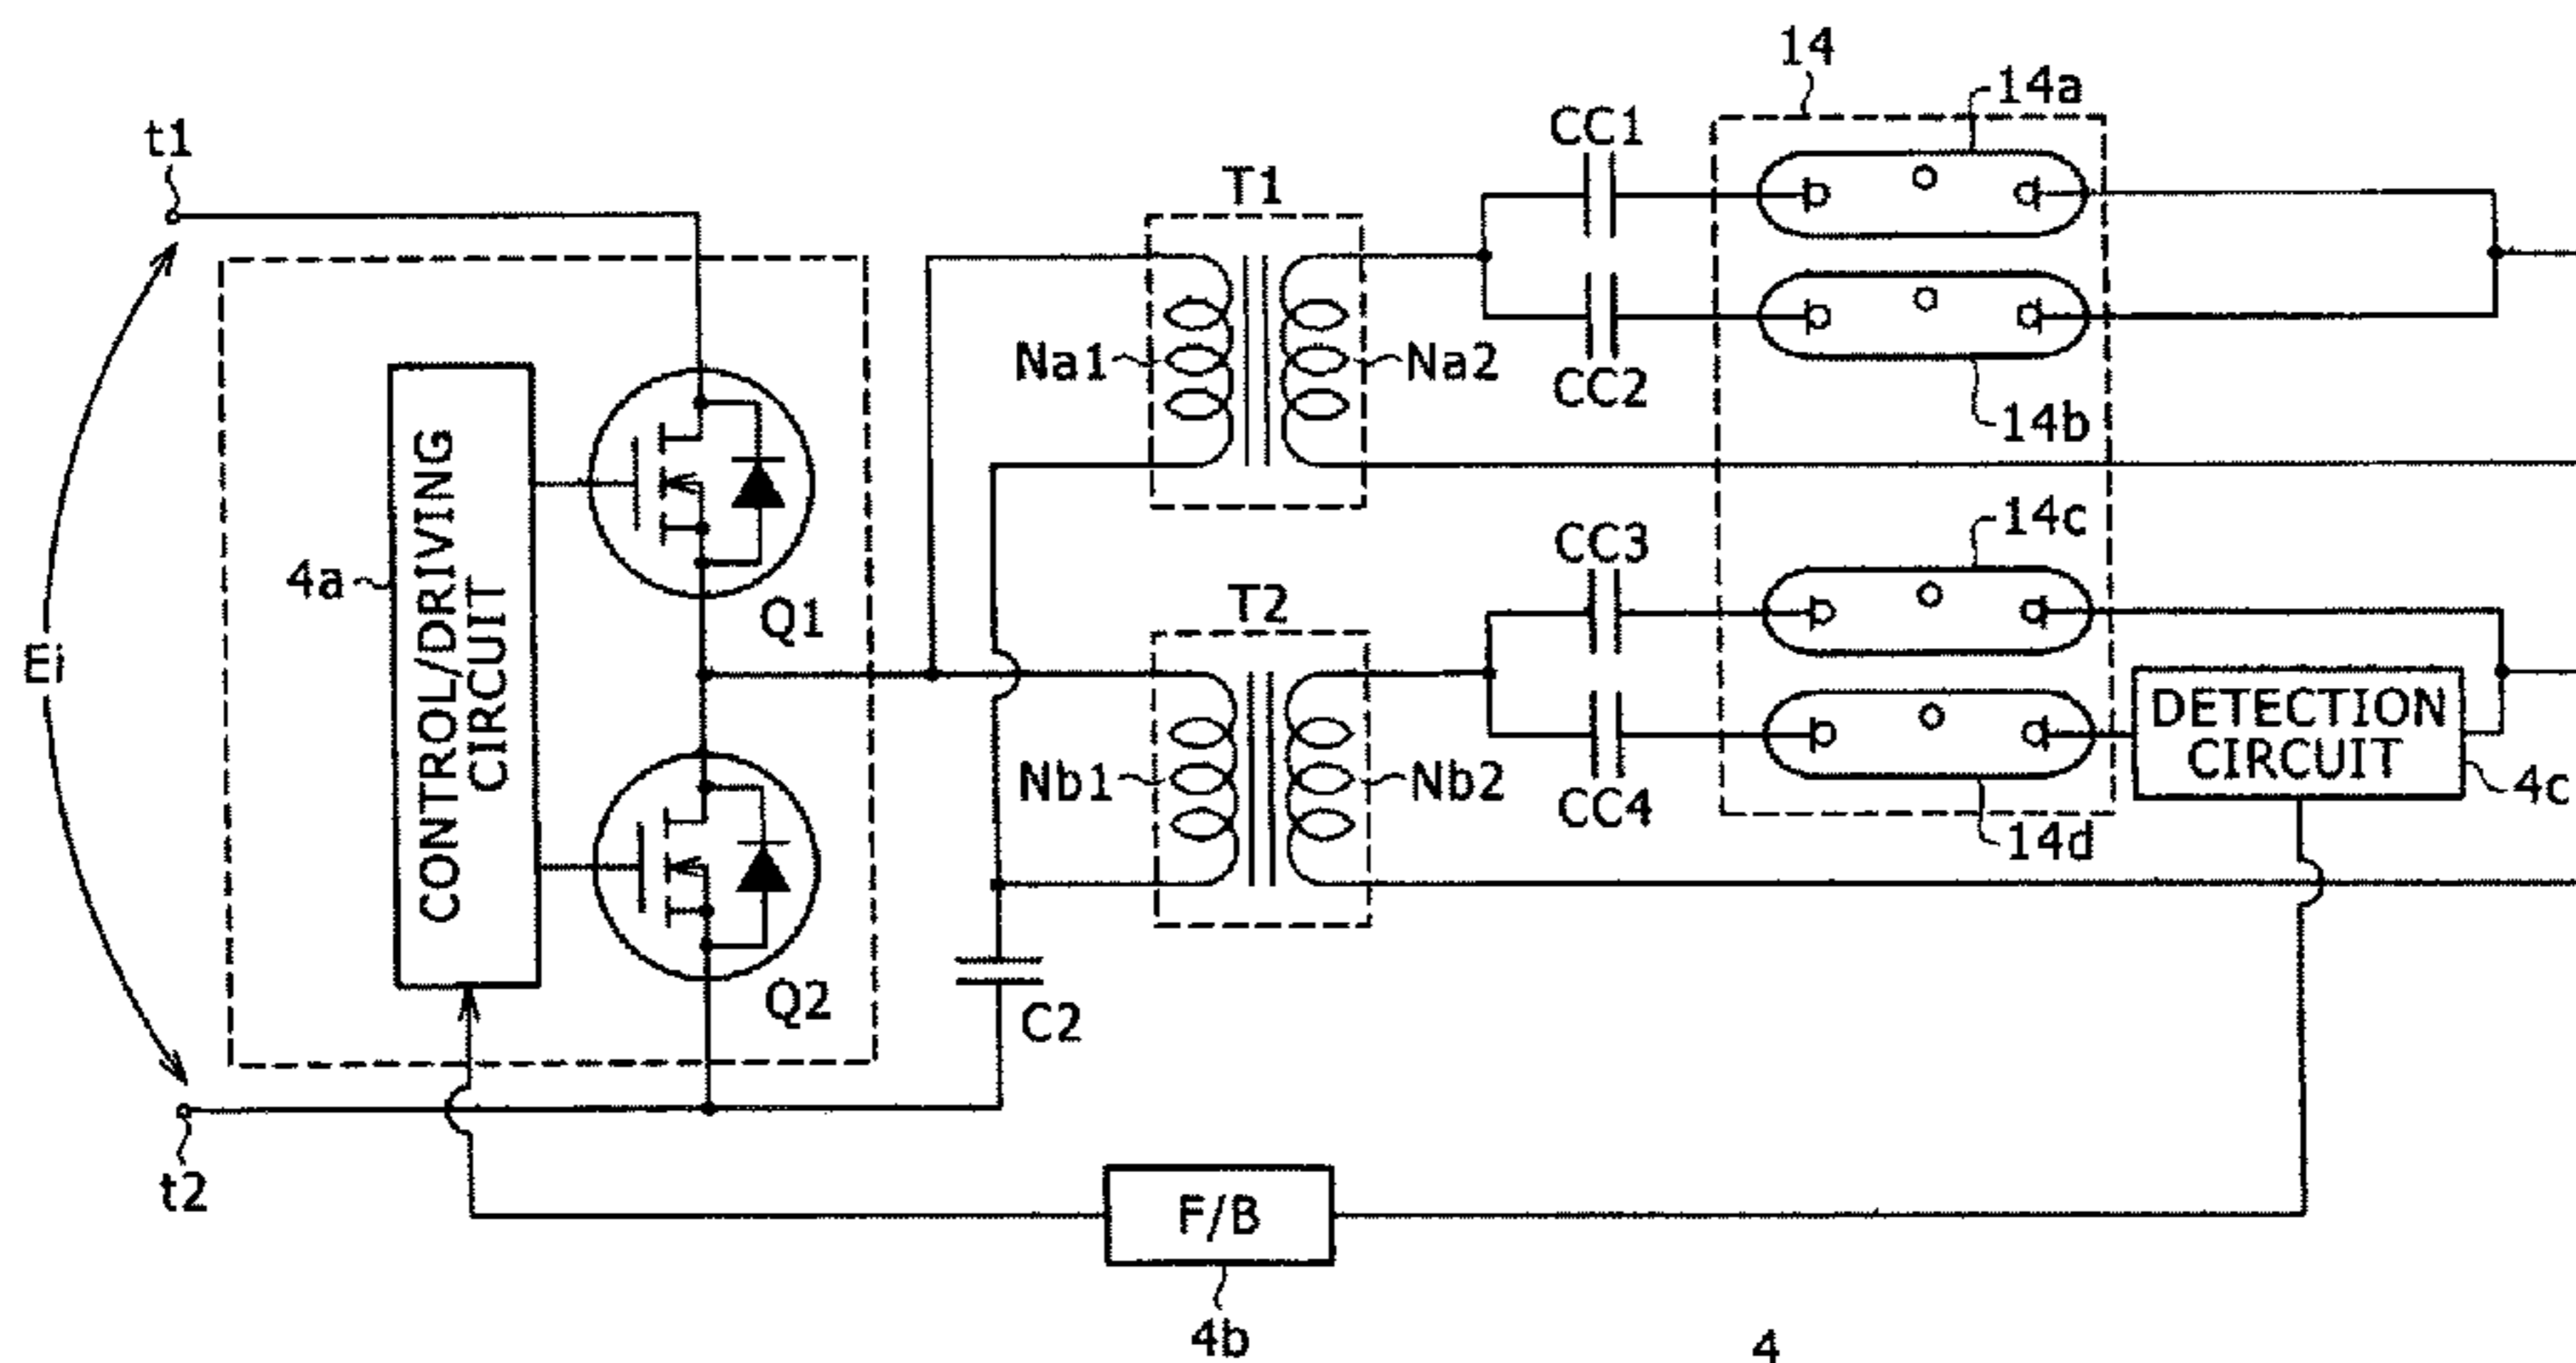 14
14a
t1
CC1
T1
Na1
Na2
CC2
14b
CONTROL/DRIVING
CIRCUIT
4a
Q1
14c
CC3
T2
Ei
DETECTION
CIRCUIT
4c
Nb1
Nb2
CC4
14d
Q2
C2
t2
F/B
4b
4